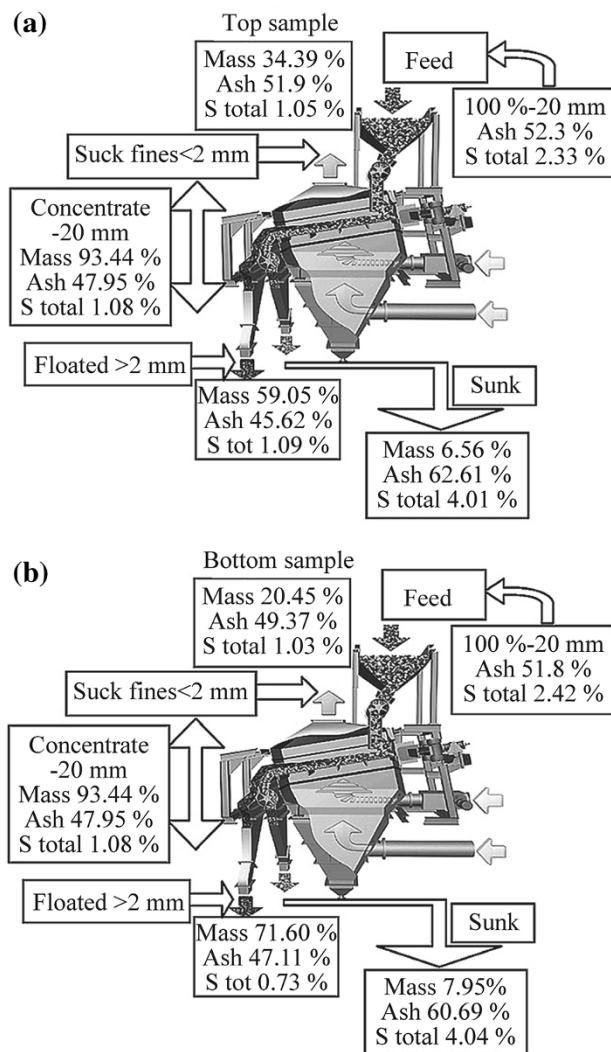 (a)
Top sample
Mass 34.39 %
Ash 51.9 %
S total 1.05 %
Feed
100 %-20 mm
Ash 52.3 %
S total 2.33 %
Suck fines<2 mm
Concentrate
-20 mm
Mass 93.44 %
Ash 47.95 %
S total 1.08 %
Floated >2 mm
Mass 59.05 %
Ash 45.62 %
S tot 1.09 %
Sunk
Mass 6.56 %
Ash 62.61 %
S total 4.01 %
(b)
Bottom sample
Mass 20.45 %
Ash 49.37 %
S total 1.03 %
Feed
100 %-20 mm
Ash 51.8 %
S total 2.42 %
Suck fines<2 mm
Concentrate
-20 mm
Mass 93.44 %
Ash 47.95 %
S total 1.08 %
Floated >2 mm
Mass 71.60 %
Ash 47.11 %
S tot 0.73 %
Sunk
Mass 7.95%
Ash 60.69 %
S total 4.04 %